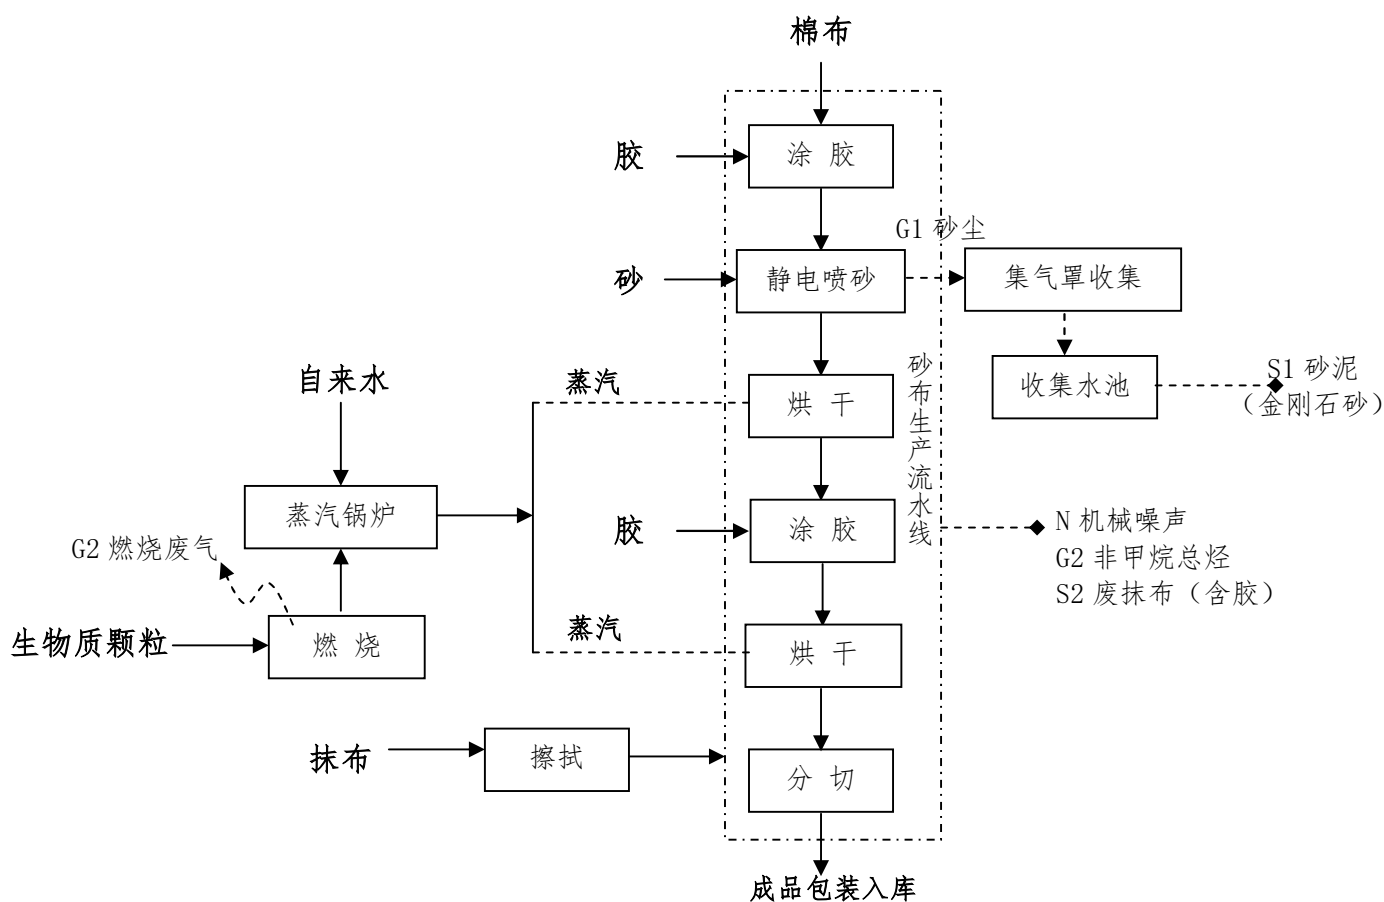 棉布
胶
涂 胶
G1 砂尘
砂
静电喷砂
集气罩收集
自来水
蒸汽
烘 干
砂布生产流水线
收集水池
S1 砂泥
（金刚石砂）
蒸汽锅炉
胶
涂 胶
N 机械噪声
G2 非甲烷总烃
S2 废抹布（含胶）
G2 燃烧废气
生物质颗粒
燃 烧
蒸汽
烘 干
抹布
擦拭
分 切
成品包装入库